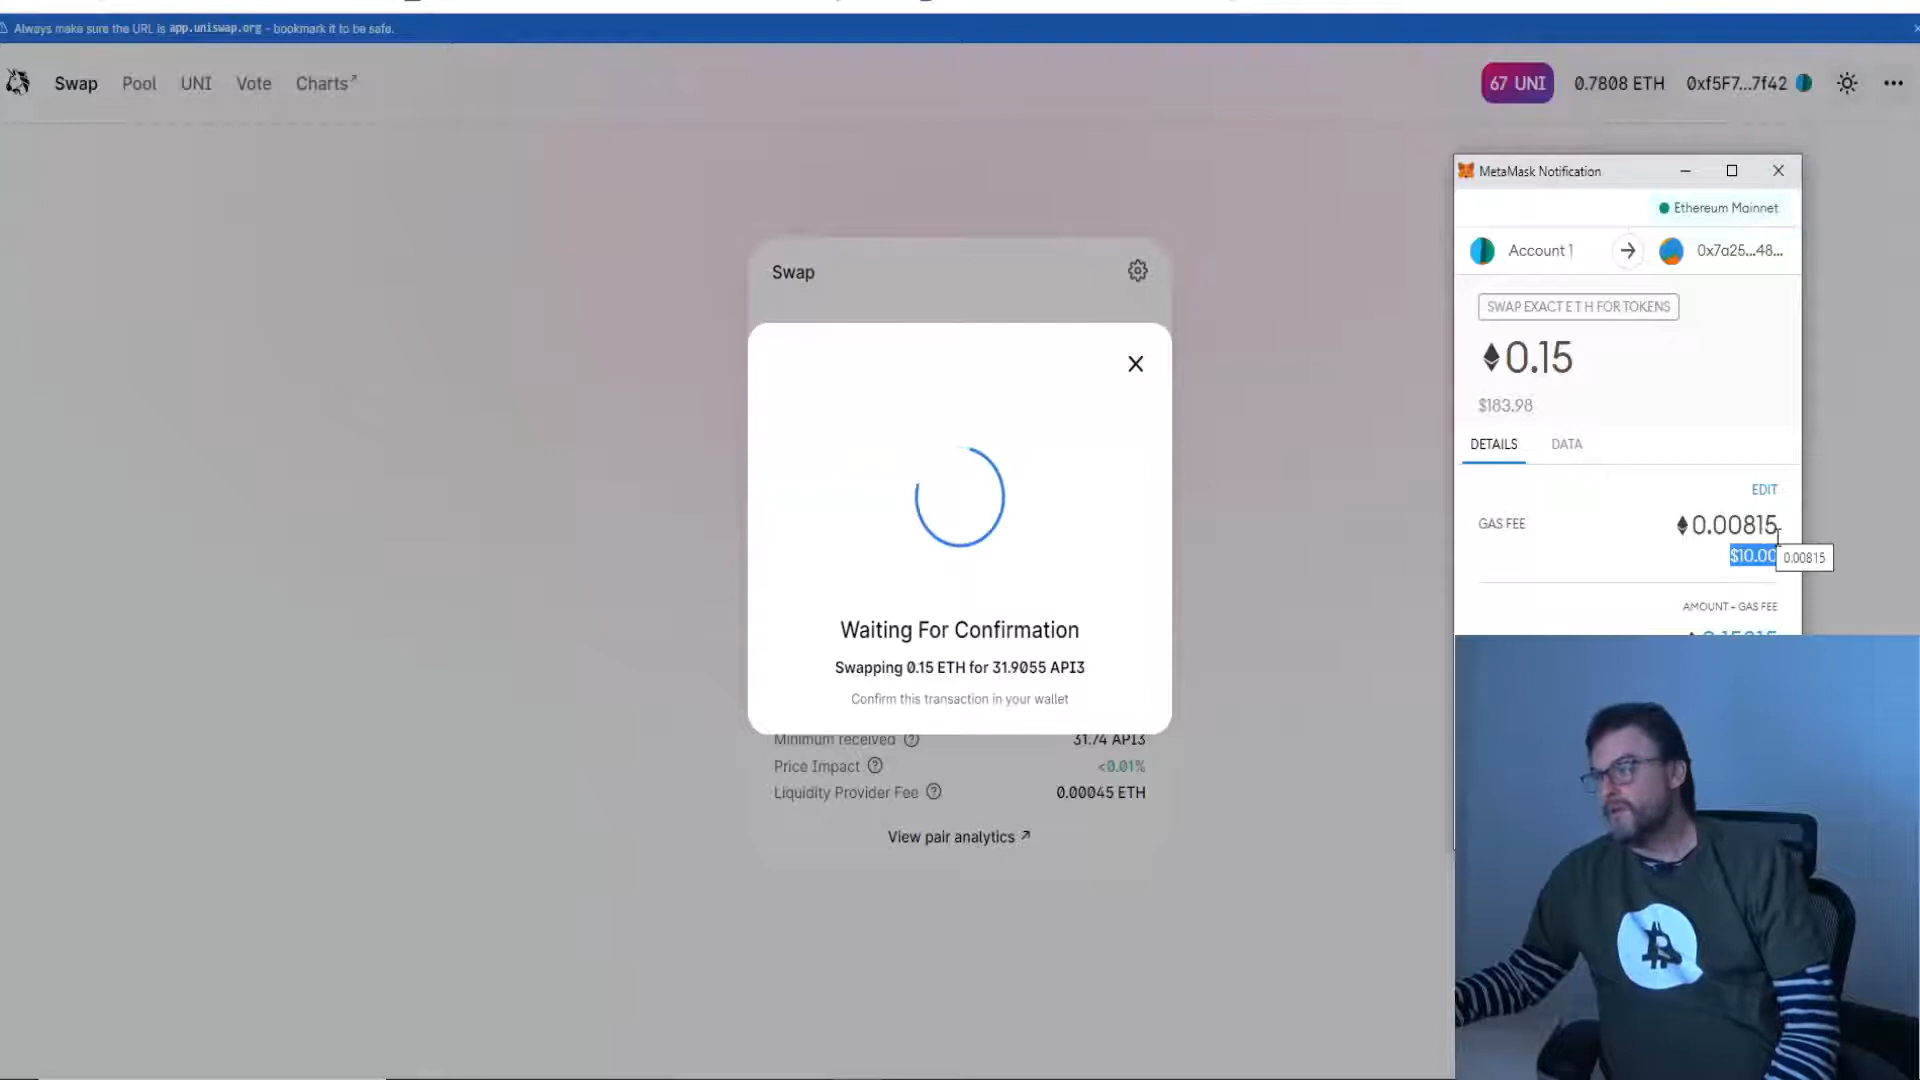 Always make sure the URL is app.uniswap.org - bookmark it to be safe.
Swap Pool UNI Vote Charts↗
67 UNI 0.7808 ETH 0xf5F7...7f42
MetaMask Notification
Ethereum Mainnet
Account 1 0x7a25...48...
SWAP EXACT E T H FOR TOKENS
0.15
$183.98
DETAILS DATA
EDIT
GAS FEE 0.00815
$10.00
0.00815
AMOUNT + GAS FEE
Swap
Waiting For Confirmation
Swapping 0.15 ETH for 31.9055 API3
Confirm this transaction in your wallet
Minimum received 31.74 API3
Price Impact <0.01%
Liquidity Provider Fee 0.00045 ETH
View pair analytics ↗